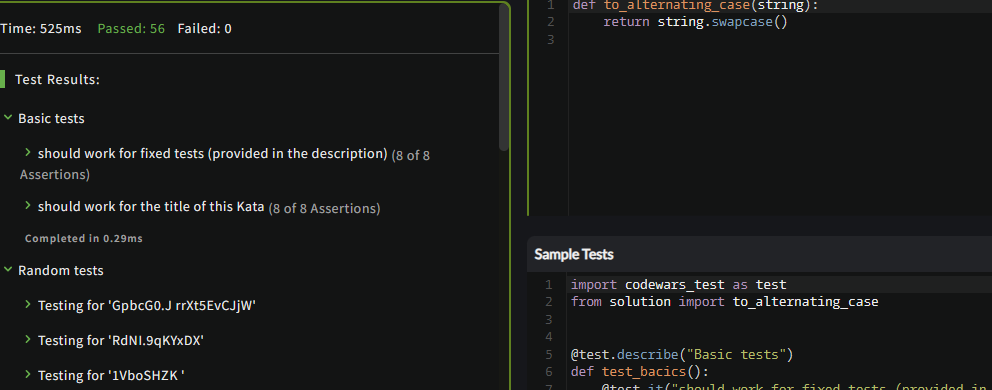 Time: 525ms Passed: 56 Failed: 0
Test Results:
Basic tests
should work for fixed tests (provided in the description) (8 of 8
Assertions)
should work for the title of this Kata (8 of 8 Assertions)
Completed in 0.29ms
Random tests
Testing for 'GpbcG0.J rrXt5EvCJjW'
Testing for 'RdNI.9qKYxDX'
Testing for '1VboSHZK '
1 def to_alternating_case(string):
2 return string.swapcase()
3
Sample Tests
1 import codewars_test as test
2 from solution import to_alternating_case
3
4
5 @test.describe("Basic tests")
6 def test_bacics():
7 @test.it("should work for fixed tests (provided in